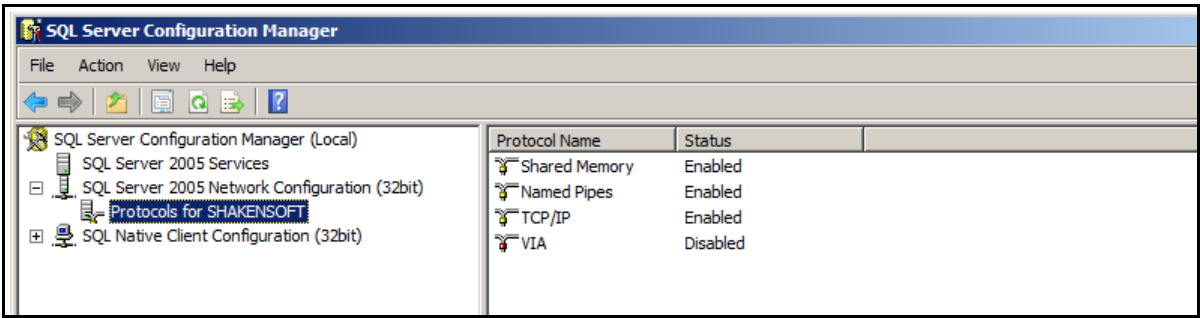 SQL Server Configuration Manager
File Action View Help
SQL Server Configuration Manager (Local)
SQL Server 2005 Services
SQL Server 2005 Network Configuration (32bit)
Protocols for SHAKENSOFT
SQL Native Client Configuration (32bit)
Protocol Name Status
Shared Memory Enabled
Named Pipes Enabled
TCP/IP Enabled
VIA Disabled